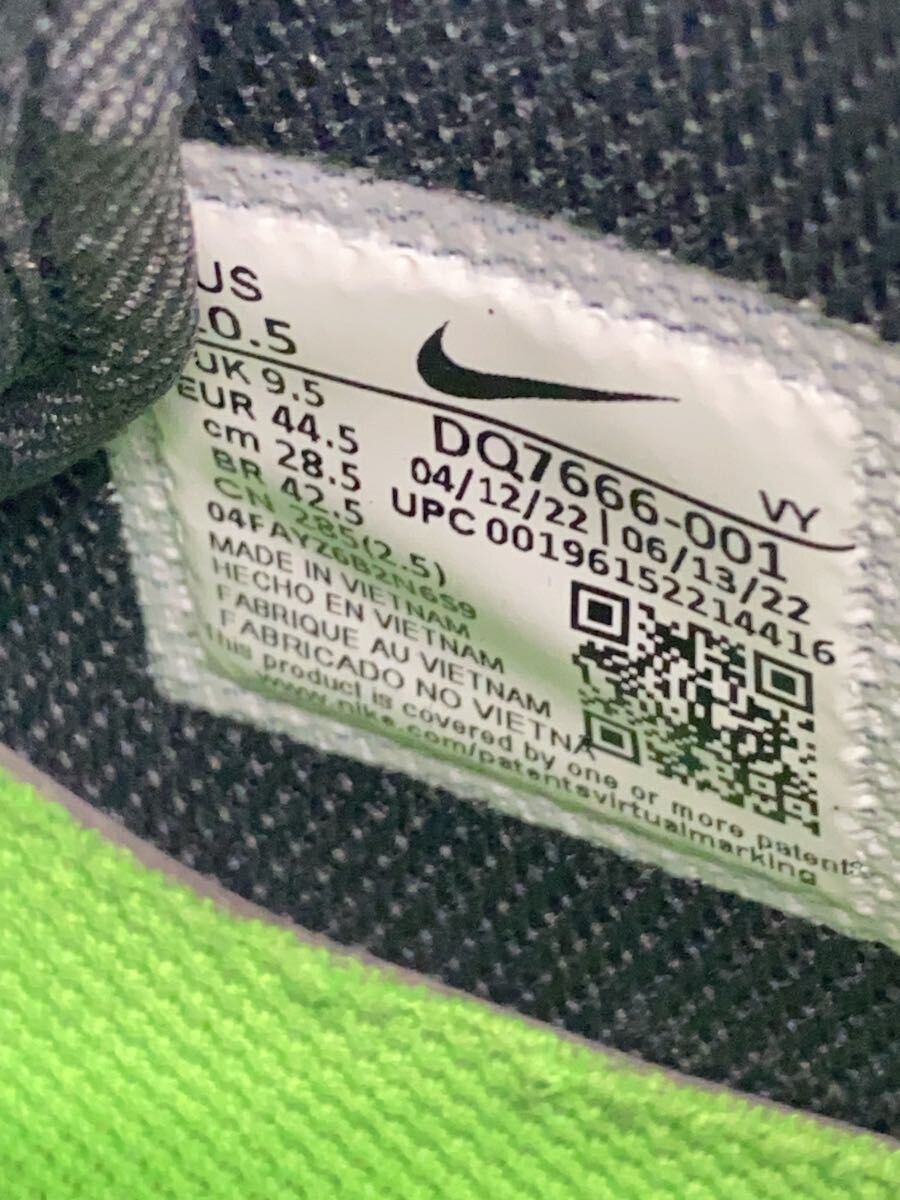 US
10.5
UK 9.5
EUR 44.5
cm 28.5
BR 42.5
CN 285(2.5)
04FAYZ6B2N6S9
VY
DQ7666-001
04/12/22 | 06/13/22
UPC 00196152214416
MADE IN VIETNAM
HECHO EN VIETNAM
FABRIQUE AU VIETNAM
FABRICADO NO VIETNA
This product is covered by one or more patents
www.nike.com/patentsvirtualmarking